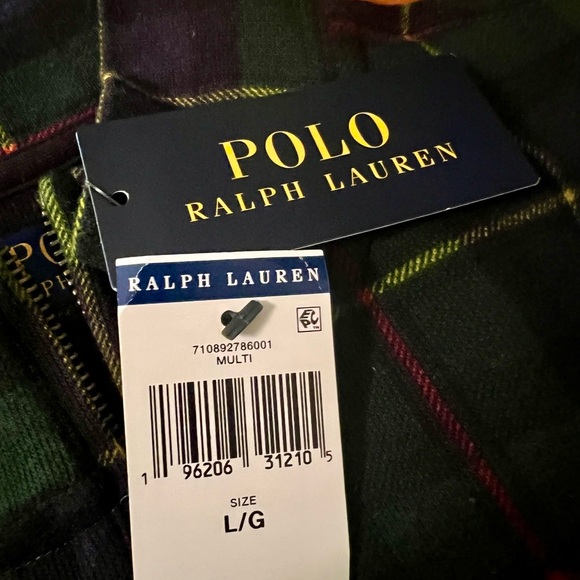 POLO
RALPH LAUREN
RALPH LAUREN
710892786001
MULTI
1 96206 31210 5
SIZE
L/G